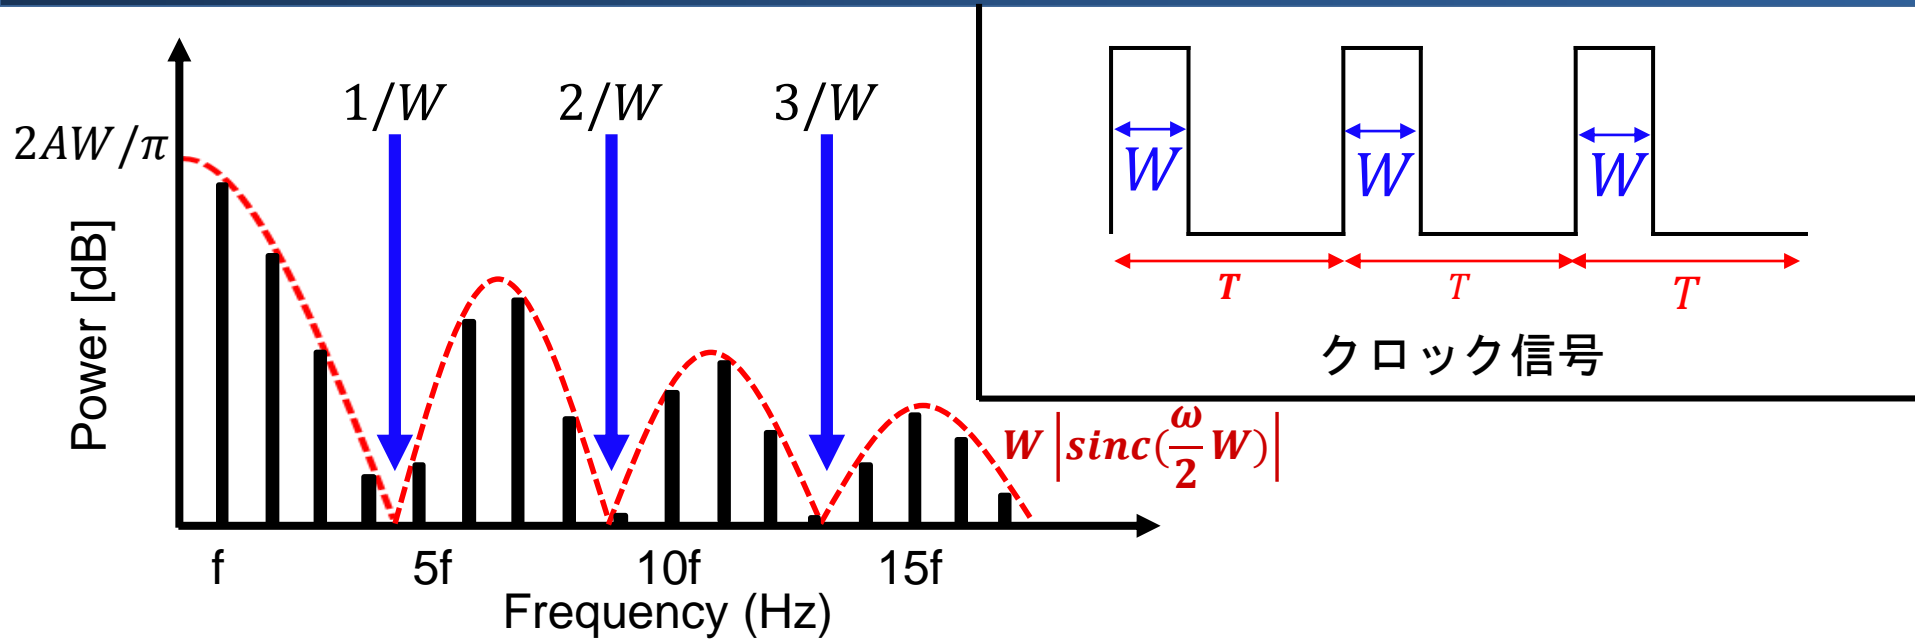 1/W 2/W 3/W
2AW/π
Power [dB]
f 5f 10f 15f
Frequency (Hz)
W|sinc(ω/2 W)|
W W W
T T T
クロック信号